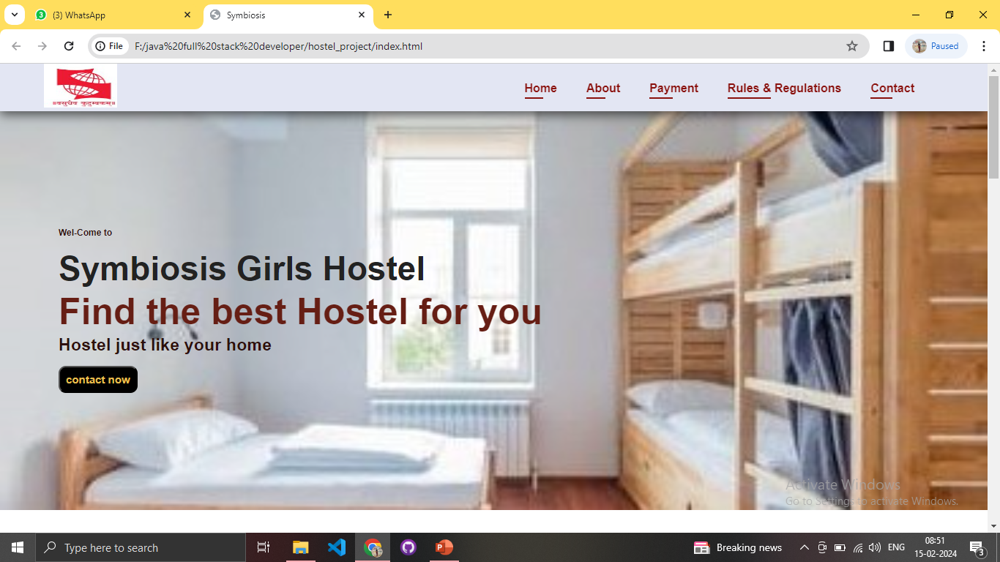 (3) WhatsApp
Symbiosis
File
F:/java%20full%20stack%20developer/hostel_project/index.html
Paused
॥वसुधैव कुटुम्बकम्॥
Home About Payment Rules & Regulations Contact
Wel-Come to
Symbiosis Girls Hostel
Find the best Hostel for you
Hostel just like your home
contact now
Activate Windows
Go to Settings to activate Windows.
Type here to search
Breaking news
ENG
08:51
15-02-2024
3